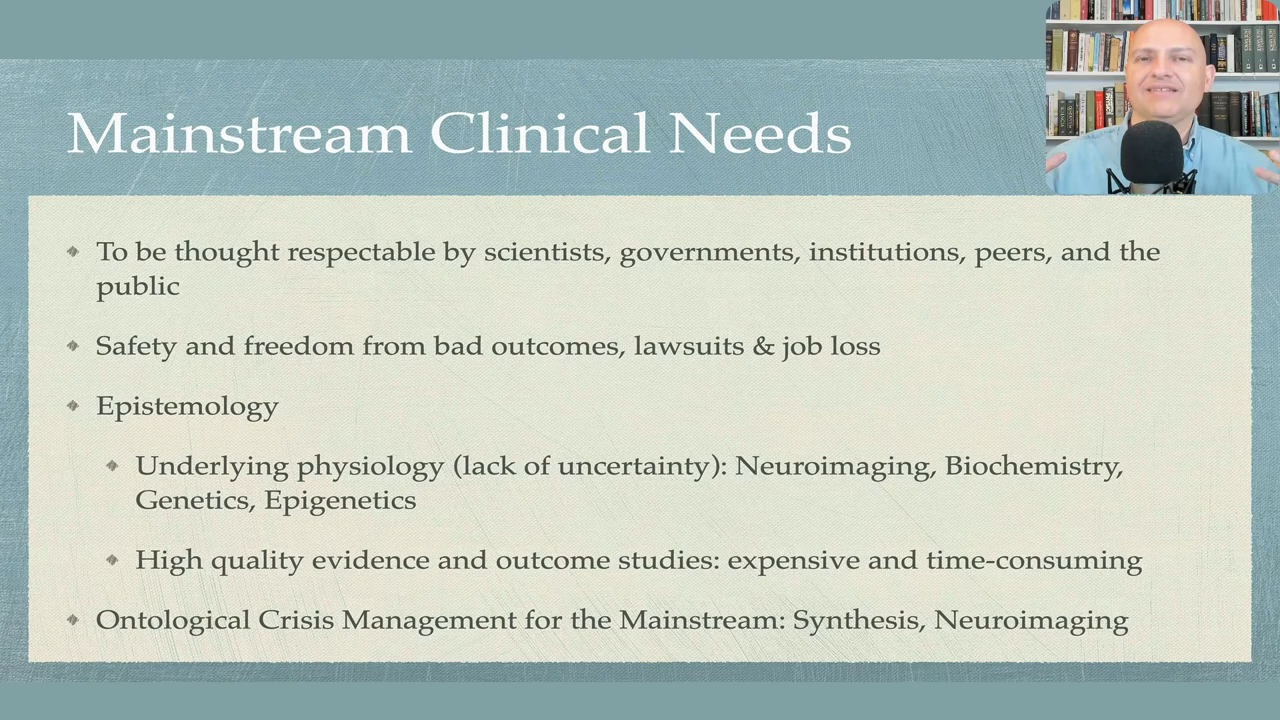 Mainstream Clinical Needs
To be thought respectable by scientists, governments, institutions, peers, and the
public
Safety and freedom from bad outcomes, lawsuits & job loss
Epistemology
Underlying physiology (lack of uncertainty): Neuroimaging, Biochemistry,
Genetics, Epigenetics
High quality evidence and outcome studies: expensive and time-consuming
Ontological Crisis Management for the Mainstream: Synthesis, Neuroimaging